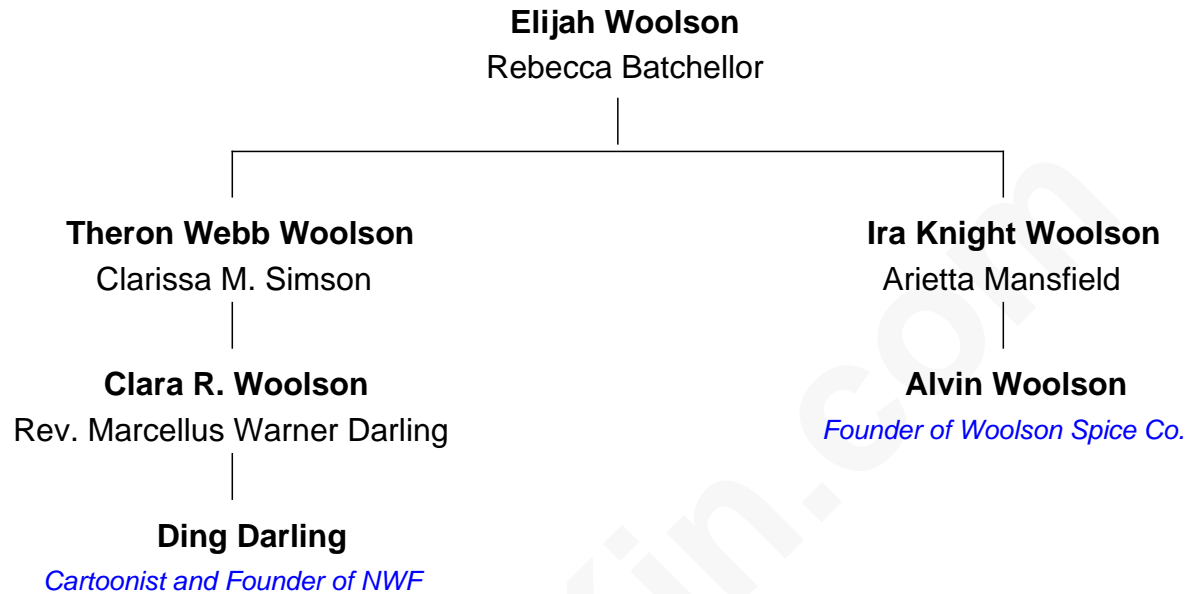 Elijah Woolson
Rebecca Batchellor
Theron Webb Woolson
Clarissa M. Simson
Ira Knight Woolson
Arietta Mansfield
Clara R. Woolson
Rev. Marcellus Warner Darling
Alvin Woolson
Founder of Woolson Spice Co.
Ding Darling
Cartoonist and Founder of NWF